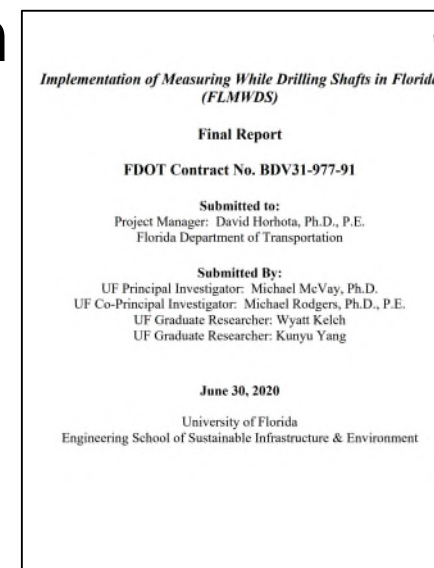 Implementation of Measuring While Drilling Shafts in Florida
(FLMWDS)
Final Report
FDOT Contract No. BDV31-977-91
Submitted to:
Project Manager: David Horhota, Ph.D., P.E.
Florida Department of Transportation
Submitted By:
UF Principal Investigator: Michael McVay, Ph.D.
UF Co-Principal Investigator: Michael Rodgers, Ph.D., P.E.
UF Graduate Researcher: Wyatt Kelch
UF Graduate Researcher: Kunyu Yang
June 30, 2020
University of Florida
Engineering School of Sustainable Infrastructure & Environment